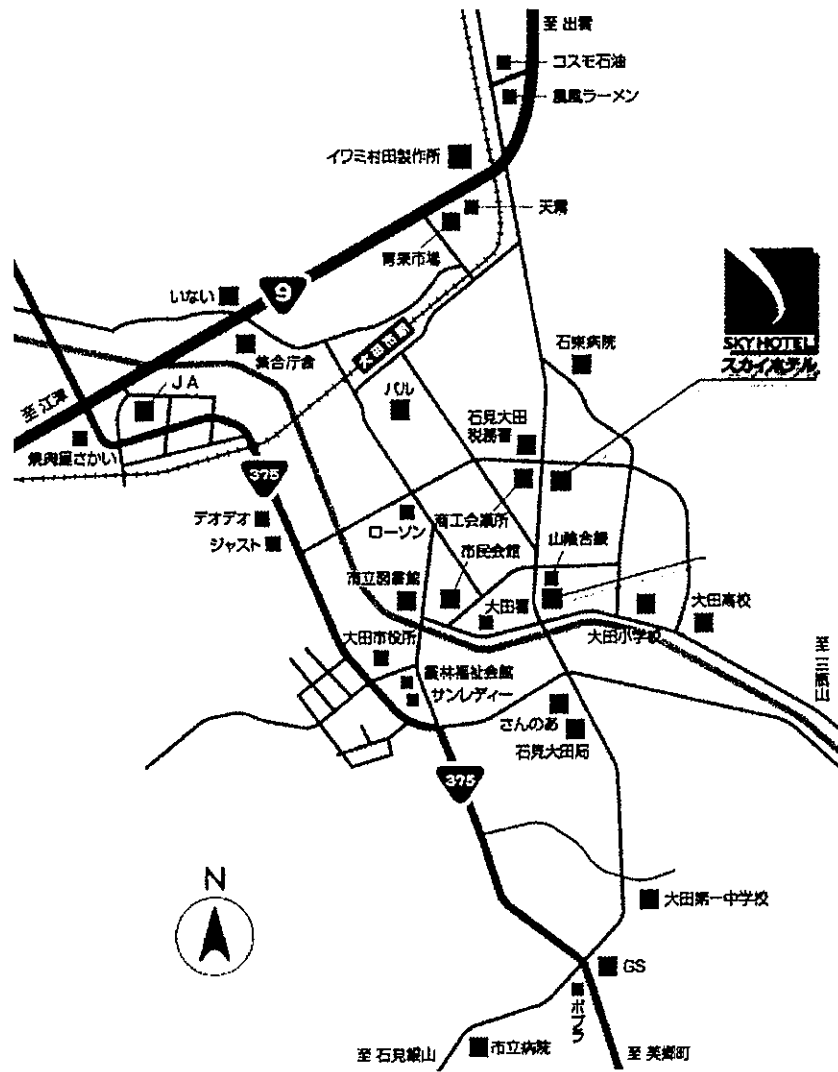 至 出雲
コスモ石油
鳳凰ラーメン
イワミ村田製作所
天霧
青果市場
いない
9
集合庁舎
大田市駅
SKY HOTEL
スカイホテル
石東病院
至 江津
JA
パル
焼肉屋さかい
石見大田
税務署
375
デオデオ
ジャスト
ローソン
商工会議所
山陰合銀
市民会館
市立図書館
大田署
大田小学校
大田高校
大田市役所
至 三瓶山
農林福祉会館
サンレディー
さんのあ
石見大田局
375
N
大田第一中学校
GS
ポプラ
至 石見銀山
市立病院
至 美郷町